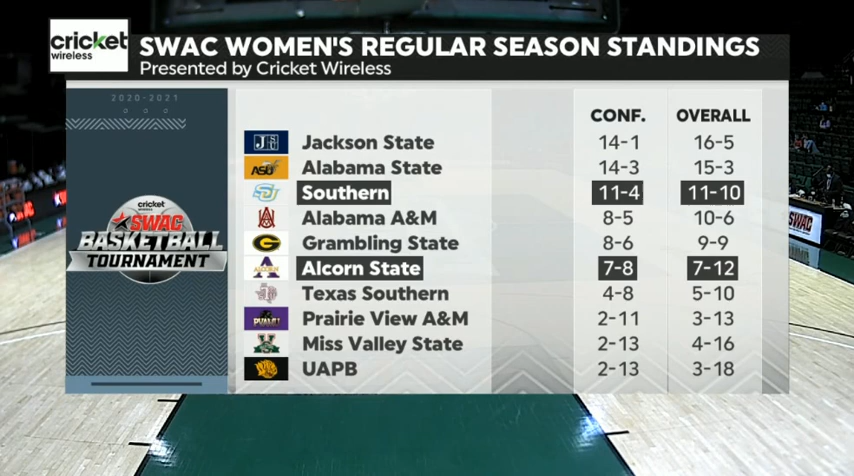 cricket
wireless
SWAC WOMEN'S REGULAR SEASON STANDINGS
Presented by Cricket Wireless
2020-2021
cricket
wireless
SWAC
BASKETBALL
TOURNAMENT
CONF. OVERALL
Jackson State 14-1 16-5
ASU Alabama State 14-3 15-3
Southern 11-4 11-10
Alabama A&M 8-5 10-6
G Grambling State 8-6 9-9
Alcorn State 7-8 7-12
Texas Southern 4-8 5-10
PVAMU Prairie View A&M 2-11 3-13
Miss Valley State 2-13 4-16
UAPB 2-13 3-18
SWAC